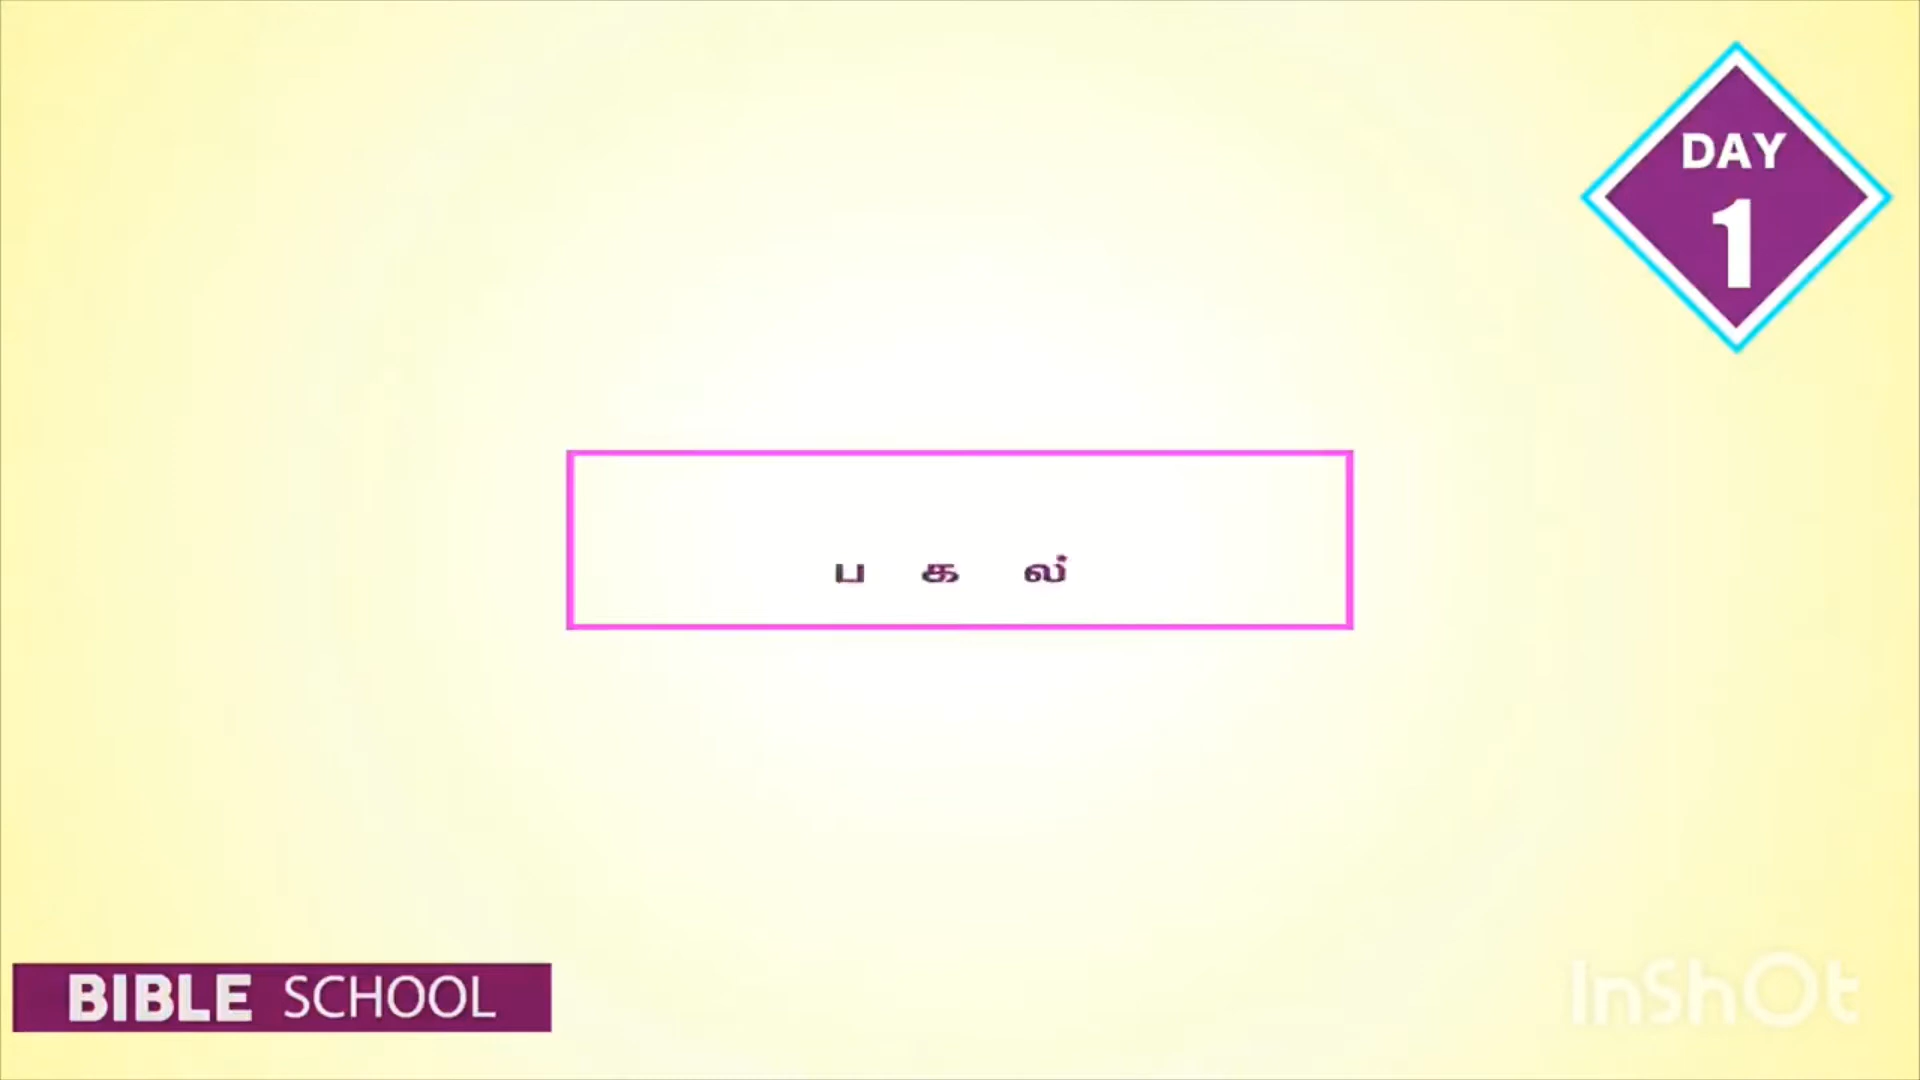 DAY
1
ப க ல்
BIBLE SCHOOL
InShOt